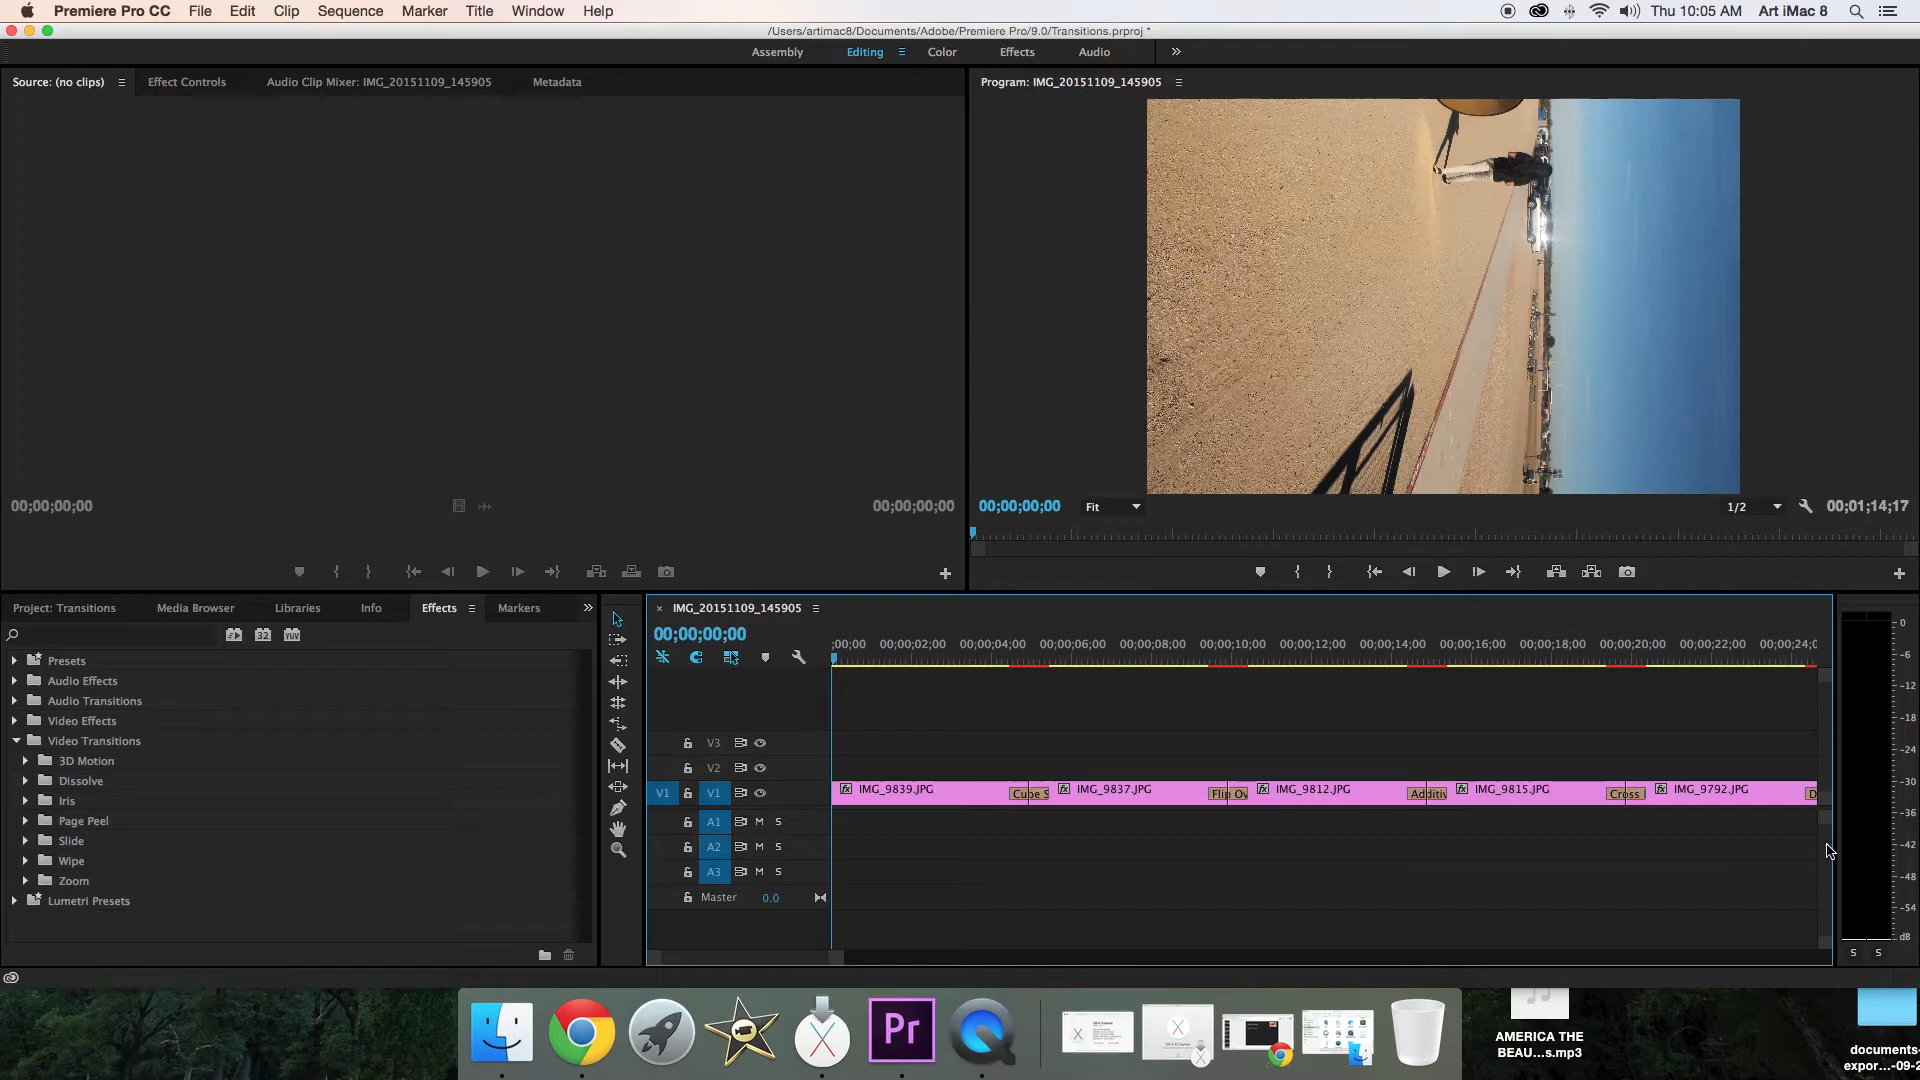 Premiere Pro CC File Edit Clip Sequence Marker Title Window Help Thu 10:05 AM Art iMac 8
/Users/artimac8/Documents/Adobe/Premiere Pro/9.0/Transitions.prproj *
Assembly Editing Color Effects Audio
Source: (no clips) Effect Controls Audio Clip Mixer: IMG_20151109_145905 Metadata
Program: IMG_20151109_145905
00;00;00;00 00;00;00;00
00;00;00;00 Fit 1/2 00;01;14;17
Project: Transitions Media Browser Libraries Info Effects Markers
32 YUV
Presets
Audio Effects
Audio Transitions
Video Effects
Video Transitions
3D Motion
Dissolve
Iris
Page Peel
Slide
Wipe
Zoom
Lumetri Presets
IMG_20151109_145905
00;00;00;00
;00;00 00;00;02;00 00;00;04;00 00;00;06;00 00;00;08;00 00;00;10;00 00;00;12;00 00;00;14;00 00;00;16;00 00;00;18;00 00;00;20;00 00;00;22;00 00;00;24;0
V3
V2
V1 V1 IMG_9839.JPG Cube S IMG_9837.JPG Flip Ov IMG_9812.JPG Additiv IMG_9815.JPG Cross IMG_9792.JPG D
A1 M S
A2 M S
A3 M S
Master 0.0
0
-6
-12
-18
-24
-30
-36
-42
-48
-54
dB
S S
Pr
AMERICA THE
BEAU...s.mp3
documents-
expor...-09-2